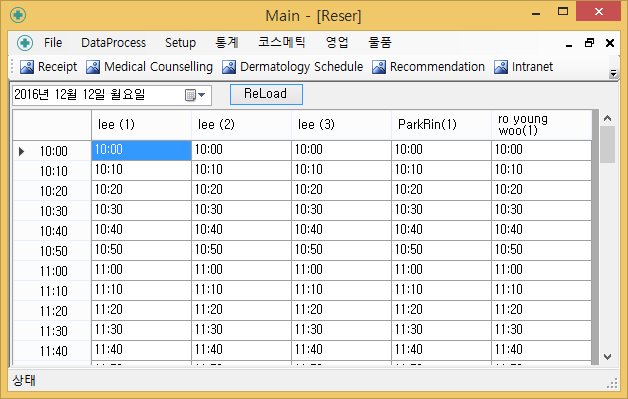 Main - [Reser]
File DataProcess Setup 통계 코스메틱 영업 물품
Receipt Medical Counselling Dermatology Schedule Recommendation Intranet
2016년 12월 12일 월요일 ReLoad
lee (1) lee (2) lee (3) ParkRin(1) ro young
woo(1)
10:00 10:00 10:00 10:00 10:00 10:00
10:10 10:10 10:10 10:10 10:10 10:10
10:20 10:20 10:20 10:20 10:20 10:20
10:30 10:30 10:30 10:30 10:30 10:30
10:40 10:40 10:40 10:40 10:40 10:40
10:50 10:50 10:50 10:50 10:50 10:50
11:00 11:00 11:00 11:00 11:00 11:00
11:10 11:10 11:10 11:10 11:10 11:10
11:20 11:20 11:20 11:20 11:20 11:20
11:30 11:30 11:30 11:30 11:30 11:30
11:40 11:40 11:40 11:40 11:40 11:40
상태